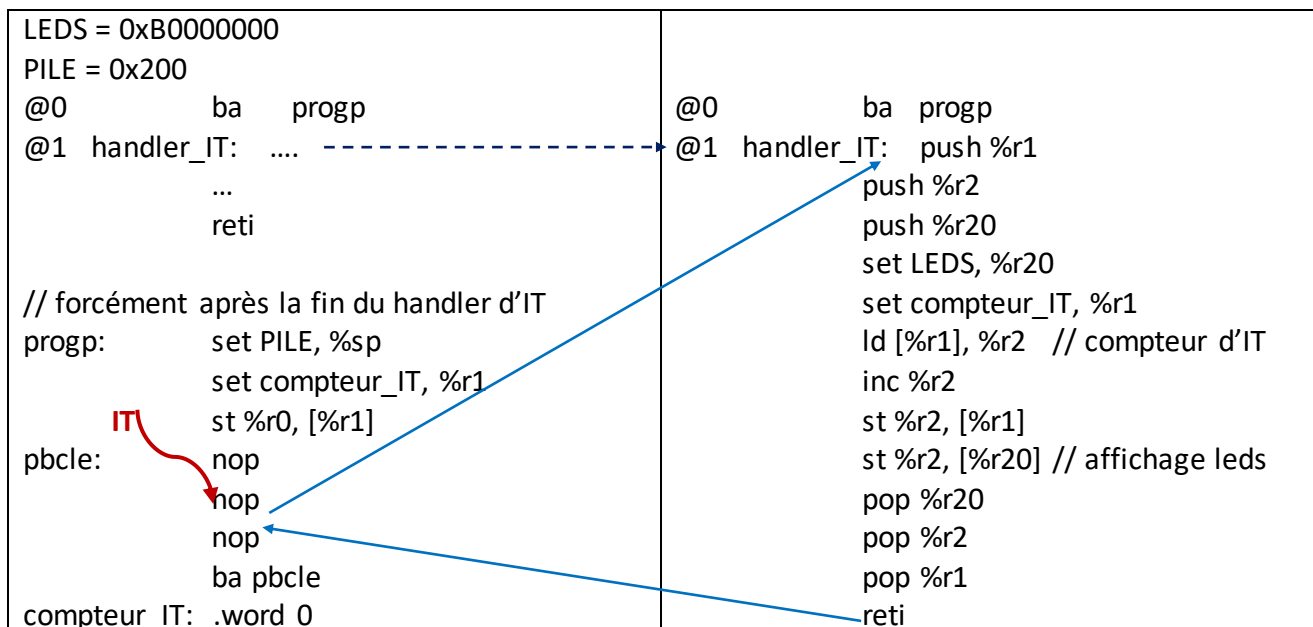 LEDS = 0xB0000000
PILE = 0x200
@0 ba progp
@1 handler_IT: ....
...
reti
// forcément après la fin du handler d'IT
progp: set PILE, %sp
set compteur_IT, %r1
IT st %r0, [%r1]
pbcle: nop
nop
nop
ba pbcle
compteur_IT: .word 0
@0 ba progp
@1 handler_IT: push %r1
push %r2
push %r20
set LEDS, %r20
set compteur_IT, %r1
ld [%r1], %r2 // compteur d'IT
inc %r2
st %r2, [%r1]
st %r2, [%r20] // affichage leds
pop %r20
pop %r2
pop %r1
reti